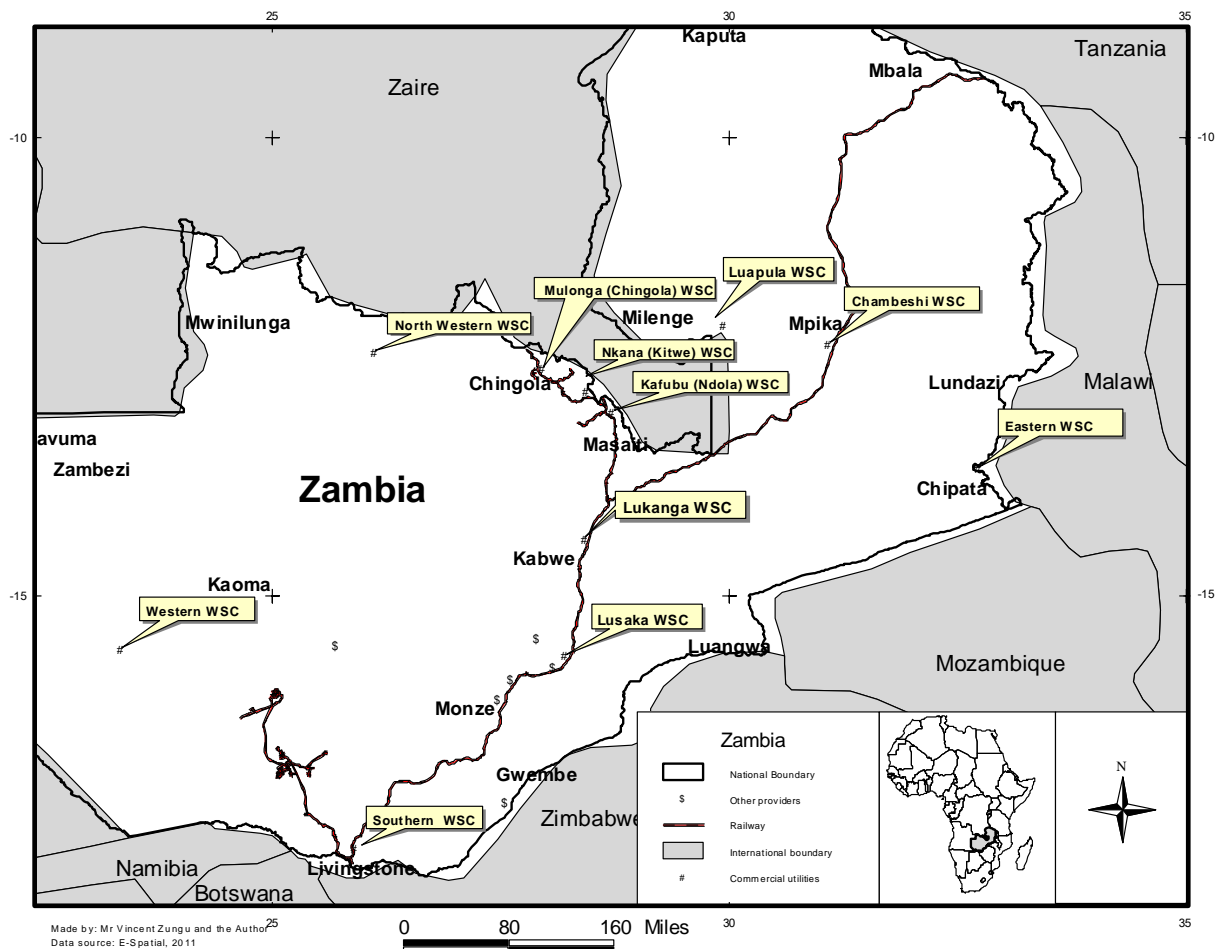 25
30
35
Kaputa
Tanzania
Mbala
Zaire
-10
-10
Luapula WSC
Mulonga (Chingola) WSC
Chambeshi WSC
Milenge
Mpika
Mwinilunga
North Western WSC
Nkana (Kitwe) WSC
Chingola
Kafubu (Ndola) WSC
Lundazi
Malawi
Eastern WSC
avuma
Masaiti
Zambezi
Zambia
Chipata
Lukanga WSC
Kabwe
Kaoma
-15
-15
Western WSC
Lusaka WSC
Luangwa
Mozambique
Monze
Gwembe
Southern WSC
Zimbabwe
Livingstone
Namibia
Botswana
Zambia
National Boundary
$ Other providers
Railway
International boundary
# Commercial utilities
N
25
30
35
Made by: Mr Vincent Zungu and the Author
Data source: E-Spatial, 2011
0 80 160 Miles